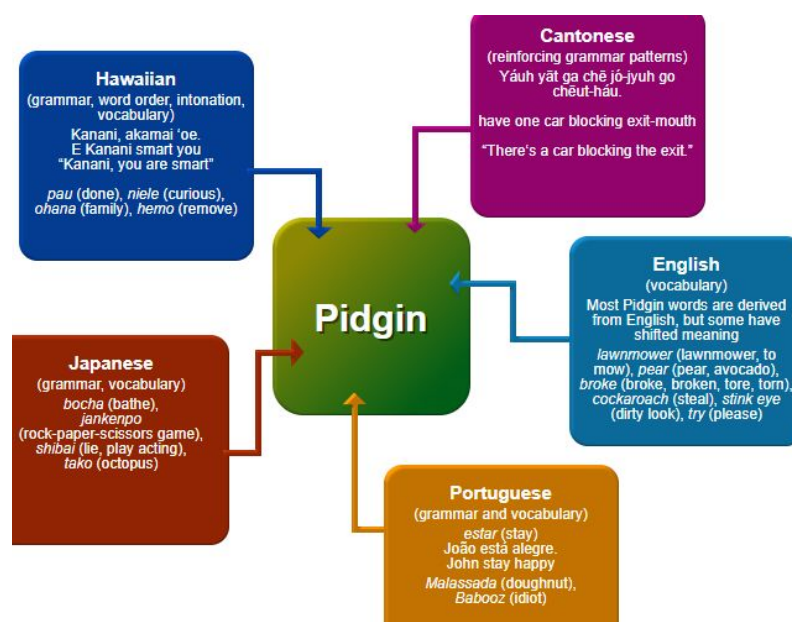 Hawaiian
(grammar, word order, intonation,
vocabulary)
Kanani, akamai ‘oe.
E Kanani smart you
“Kanani, you are smart”
pau (done), niele (curious),
ohana (family), hemo (remove)
Cantonese
(reinforcing grammar patterns)
Yáuh yāt ga chē jó-jyuh go
chēut-háu.
have one car blocking exit-mouth
“There’s a car blocking the exit.”
Pidgin
English
(vocabulary)
Most Pidgin words are derived
from English, but some have
shifted meaning
lawnmower (lawnmower, to
mow), pear (pear, avocado),
broke (broke, broken, tore, torn),
cockaroach (steal), stink eye
(dirty look), try (please)
Japanese
(grammar, vocabulary)
bocha (bathe),
jankenpo
(rock-paper-scissors game),
shibai (lie, play acting),
tako (octopus)
Portuguese
(grammar and vocabulary)
estar (stay)
João está alegre.
John stay happy
Malassada (doughnut),
Babooz (idiot)